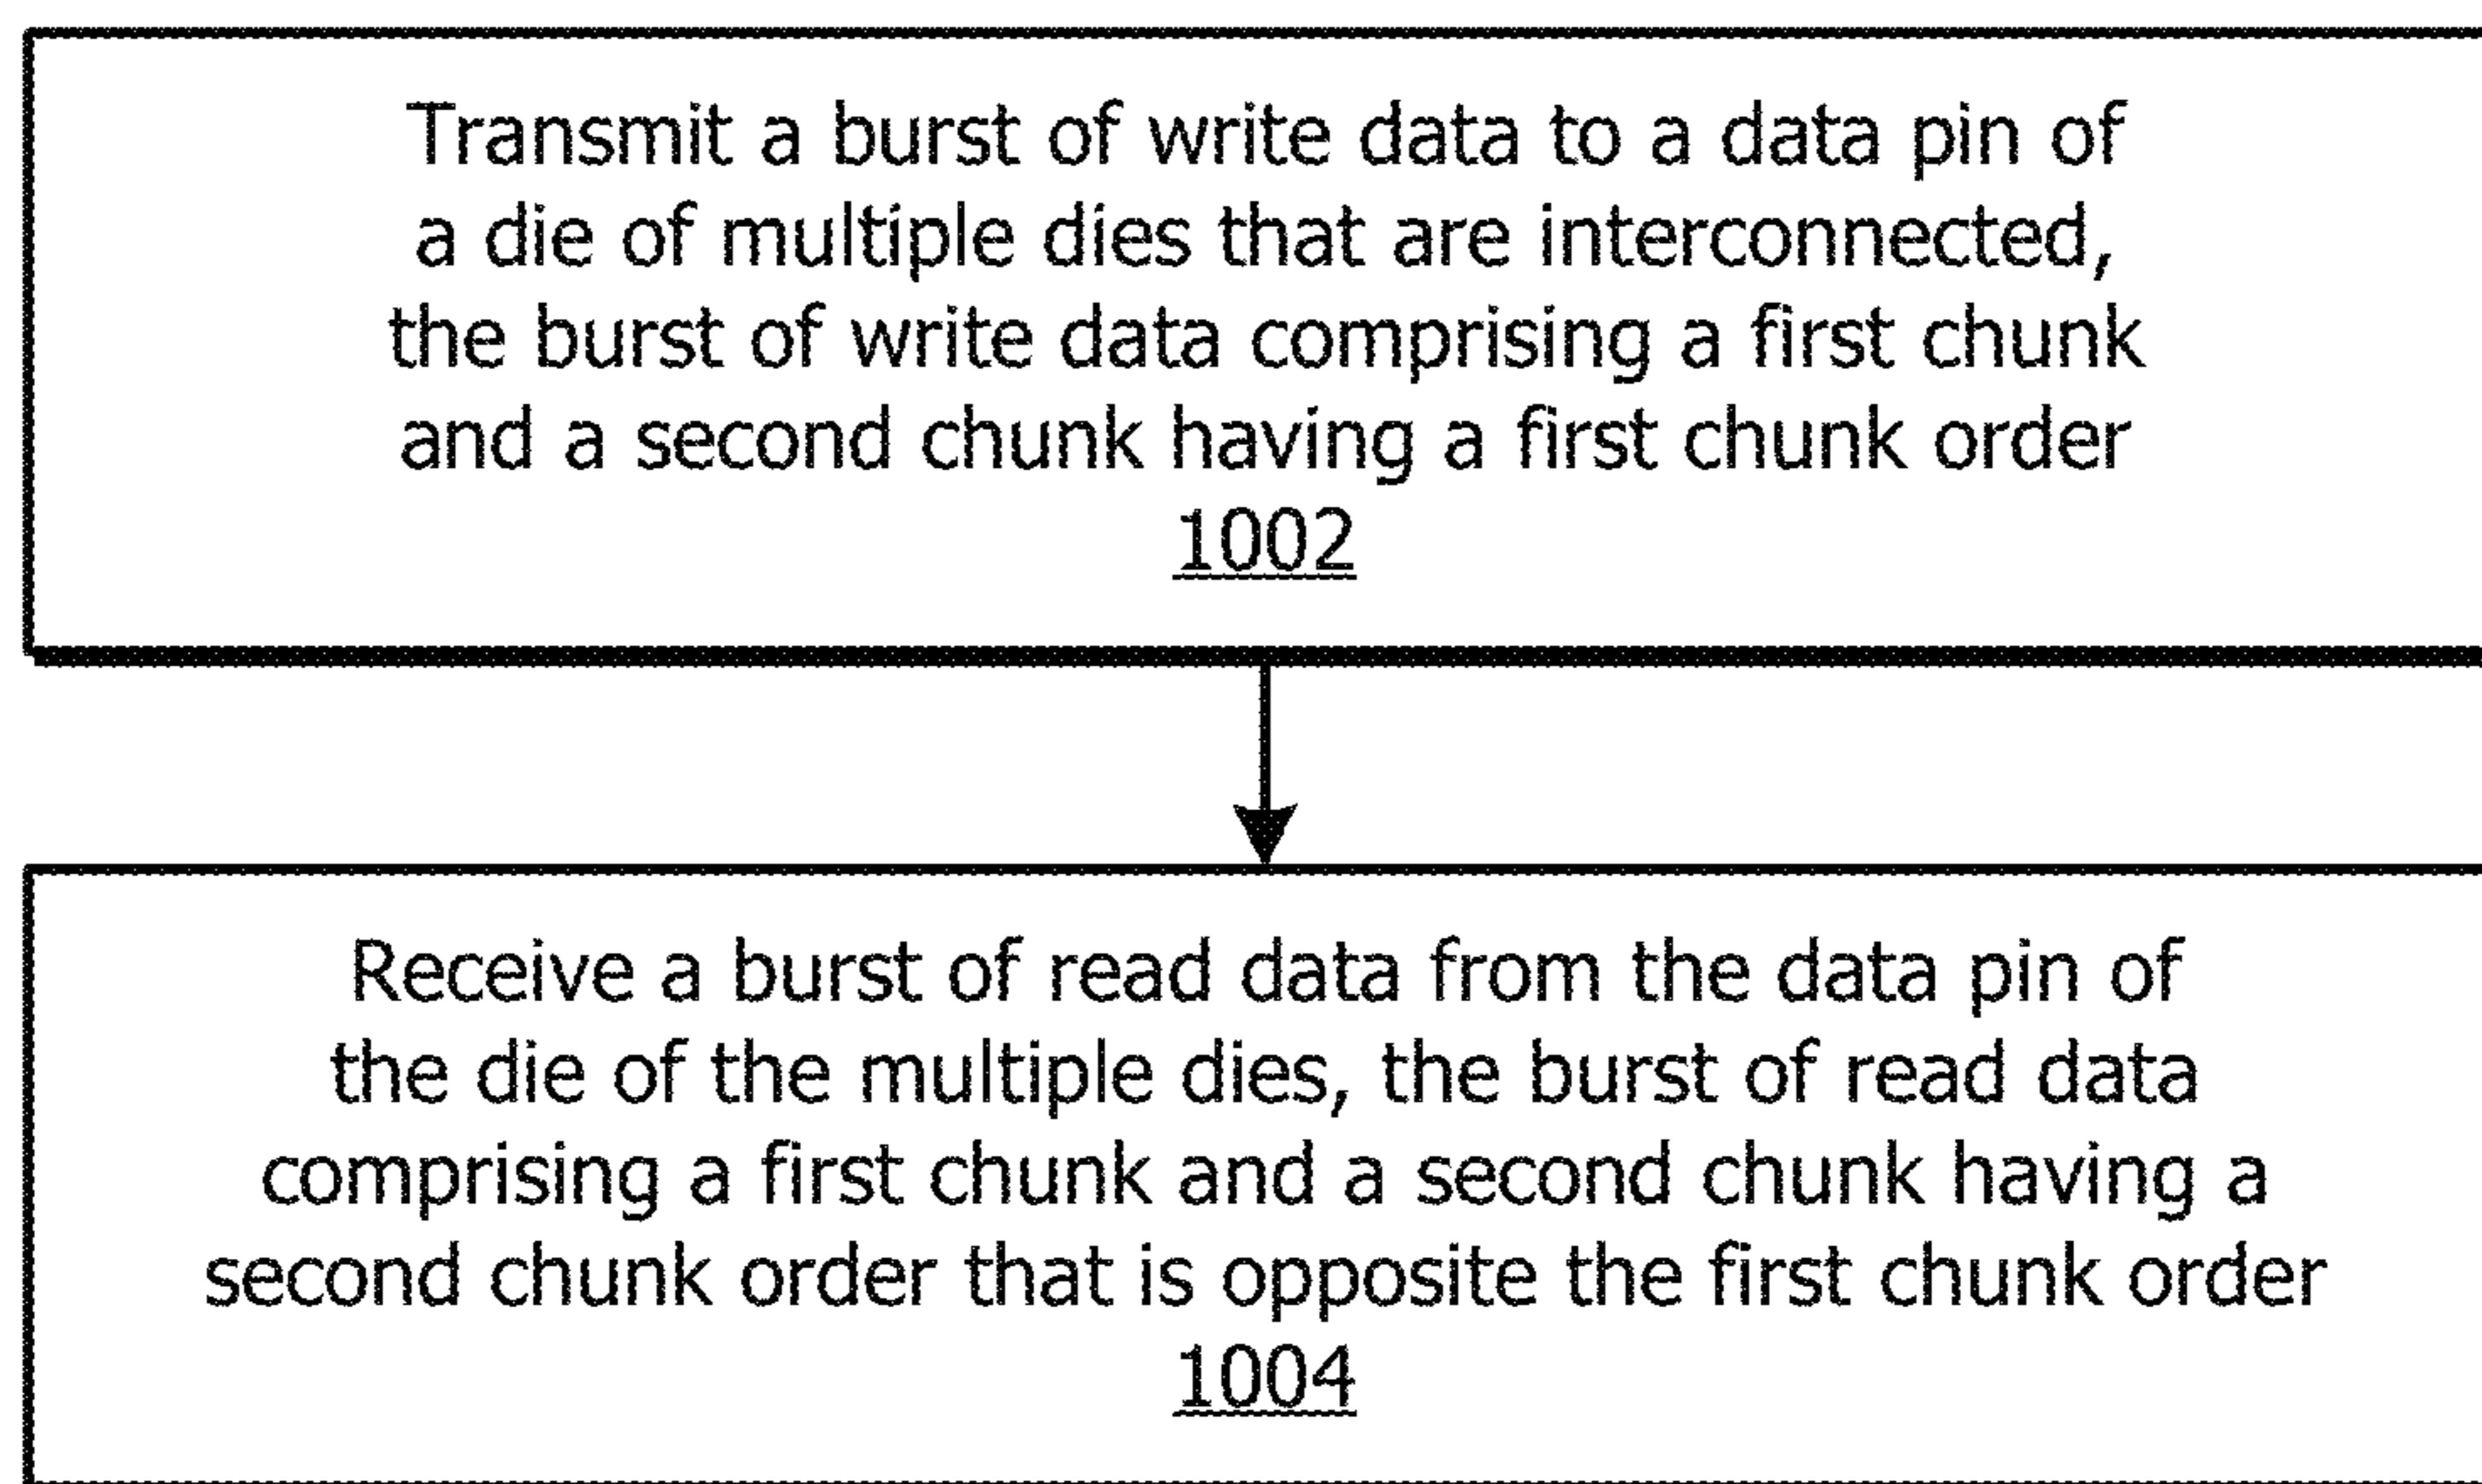 Transmit a burst of write data to a data pin of
a die of multiple dies that are interconnected,
the burst of write data comprising a first chunk
and a second chunk having a first chunk order
1002
Receive a burst of read data from the data pin of
the die of the multiple dies, the burst of read data
comprising a first chunk and a second chunk having a
second chunk order that is opposite the first chunk order
1004